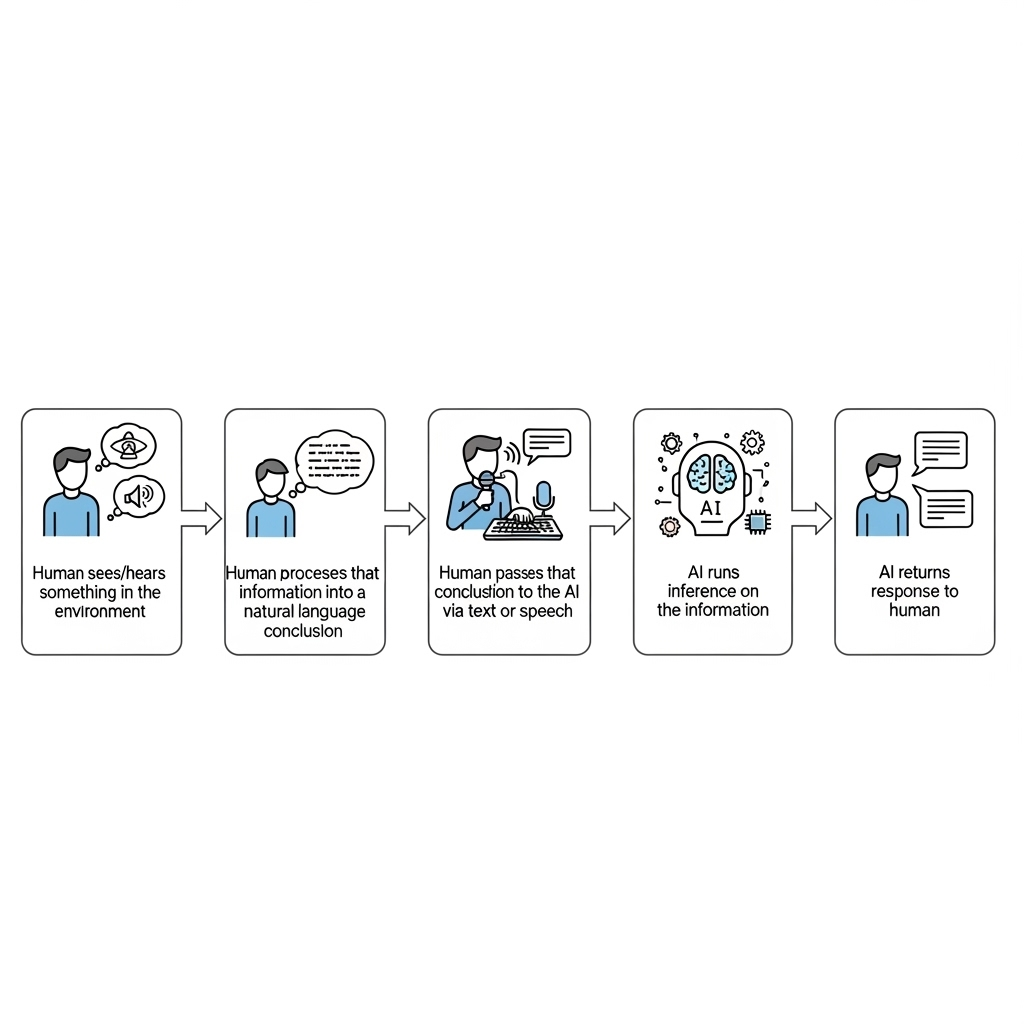 Human sees/hears
something in the
environment
Human proceses that
information into a
natural language
conclusion
Human passes that
conclusion to the AI
via text or speech
AI
AI runs
inference on
the information
AI returns
response to
human